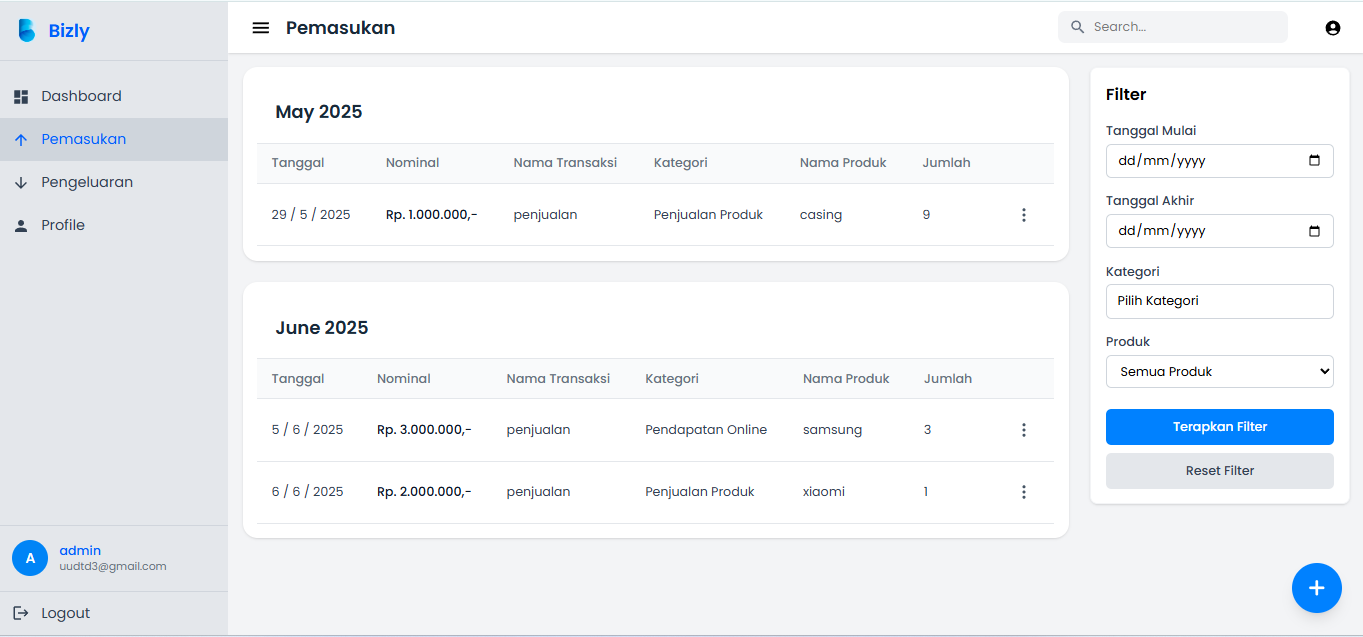 Bizly
Dashboard
Pemasukan
Pengeluaran
Profile
A
admin
uudtd3@gmail.com
Logout
Pemasukan
Search...
May 2025
Tanggal Nominal Nama Transaksi Kategori Nama Produk Jumlah
29 / 5 / 2025 Rp. 1.000.000,- penjualan Penjualan Produk casing 9
June 2025
Tanggal Nominal Nama Transaksi Kategori Nama Produk Jumlah
5 / 6 / 2025 Rp. 3.000.000,- penjualan Pendapatan Online samsung 3
6 / 6 / 2025 Rp. 2.000.000,- penjualan Penjualan Produk xiaomi 1
Filter
Tanggal Mulai
dd/mm/yyyy
Tanggal Akhir
dd/mm/yyyy
Kategori
Pilih Kategori
Produk
Semua Produk
Terapkan Filter
Reset Filter